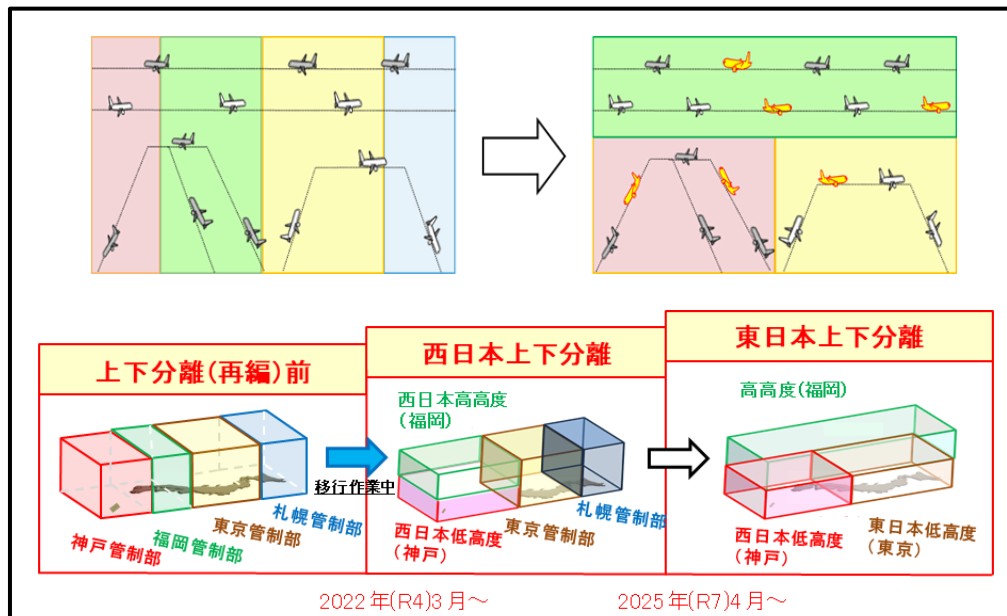 上下分離(再編)前
西日本上下分離
東日本上下分離
西日本高高度
(福岡)
高高度(福岡)
移行作業中
神戸管制部
福岡管制部
東京管制部
札幌管制部
西日本低高度
(神戸)
東京管制部
札幌管制部
西日本低高度
(神戸)
東日本低高度
(東京)
2022年(R4)3月～
2025年(R7)4月～